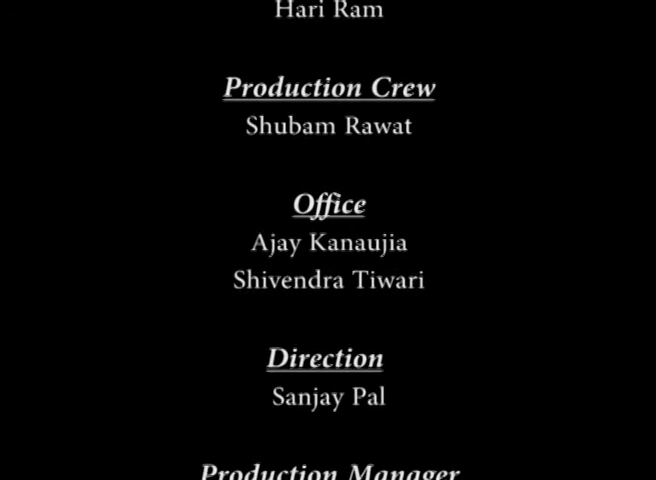 Hari Ram
Production Crew
Shubam Rawat
Office
Ajay Kanaujia
Shivendra Tiwari
Direction
Sanjay Pal
Production Manager